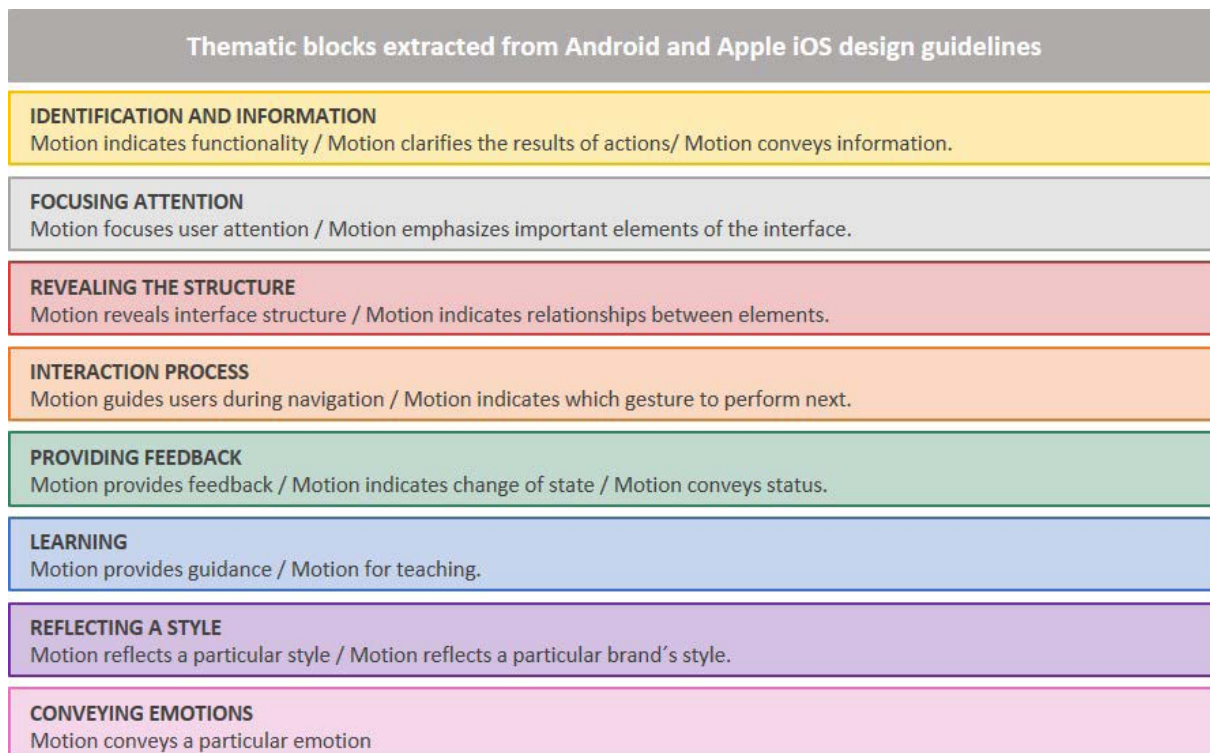 Thematic blocks extracted from Android and Apple iOS design guidelines
IDENTIFICATION AND INFORMATION
Motion indicates functionality / Motion clarifies the results of actions/ Motion conveys information.
FOCUSING ATTENTION
Motion focuses user attention / Motion emphasizes important elements of the interface.
REVEALING THE STRUCTURE
Motion reveals interface structure / Motion indicates relationships between elements.
INTERACTION PROCESS
Motion guides users during navigation / Motion indicates which gesture to perform next.
PROVIDING FEEDBACK
Motion provides feedback / Motion indicates change of state / Motion conveys status.
LEARNING
Motion provides guidance / Motion for teaching.
REFLECTING A STYLE
Motion reflects a particular style / Motion reflects a particular brand´s style.
CONVEYING EMOTIONS
Motion conveys a particular emotion